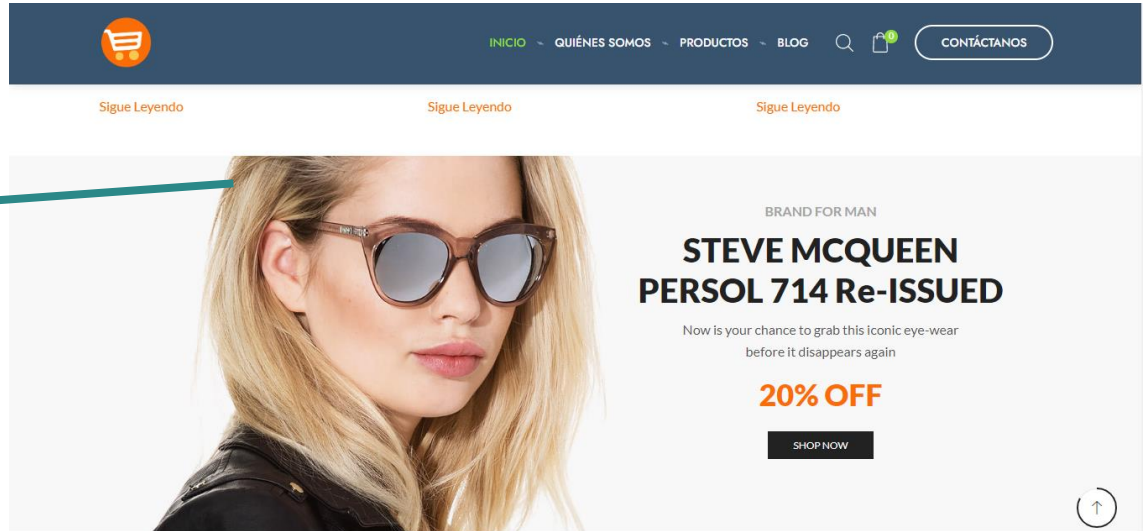 INICIO QUIÉNES SOMOS PRODUCTOS BLOG 0 CONTÁCTANOS
Sigue Leyendo Sigue Leyendo Sigue Leyendo
BRAND FOR MAN
STEVE MCQUEEN
PERSOL 714 Re-ISSUED
Now is your chance to grab this iconic eye-wear
before it disappears again
20% OFF
SHOP NOW